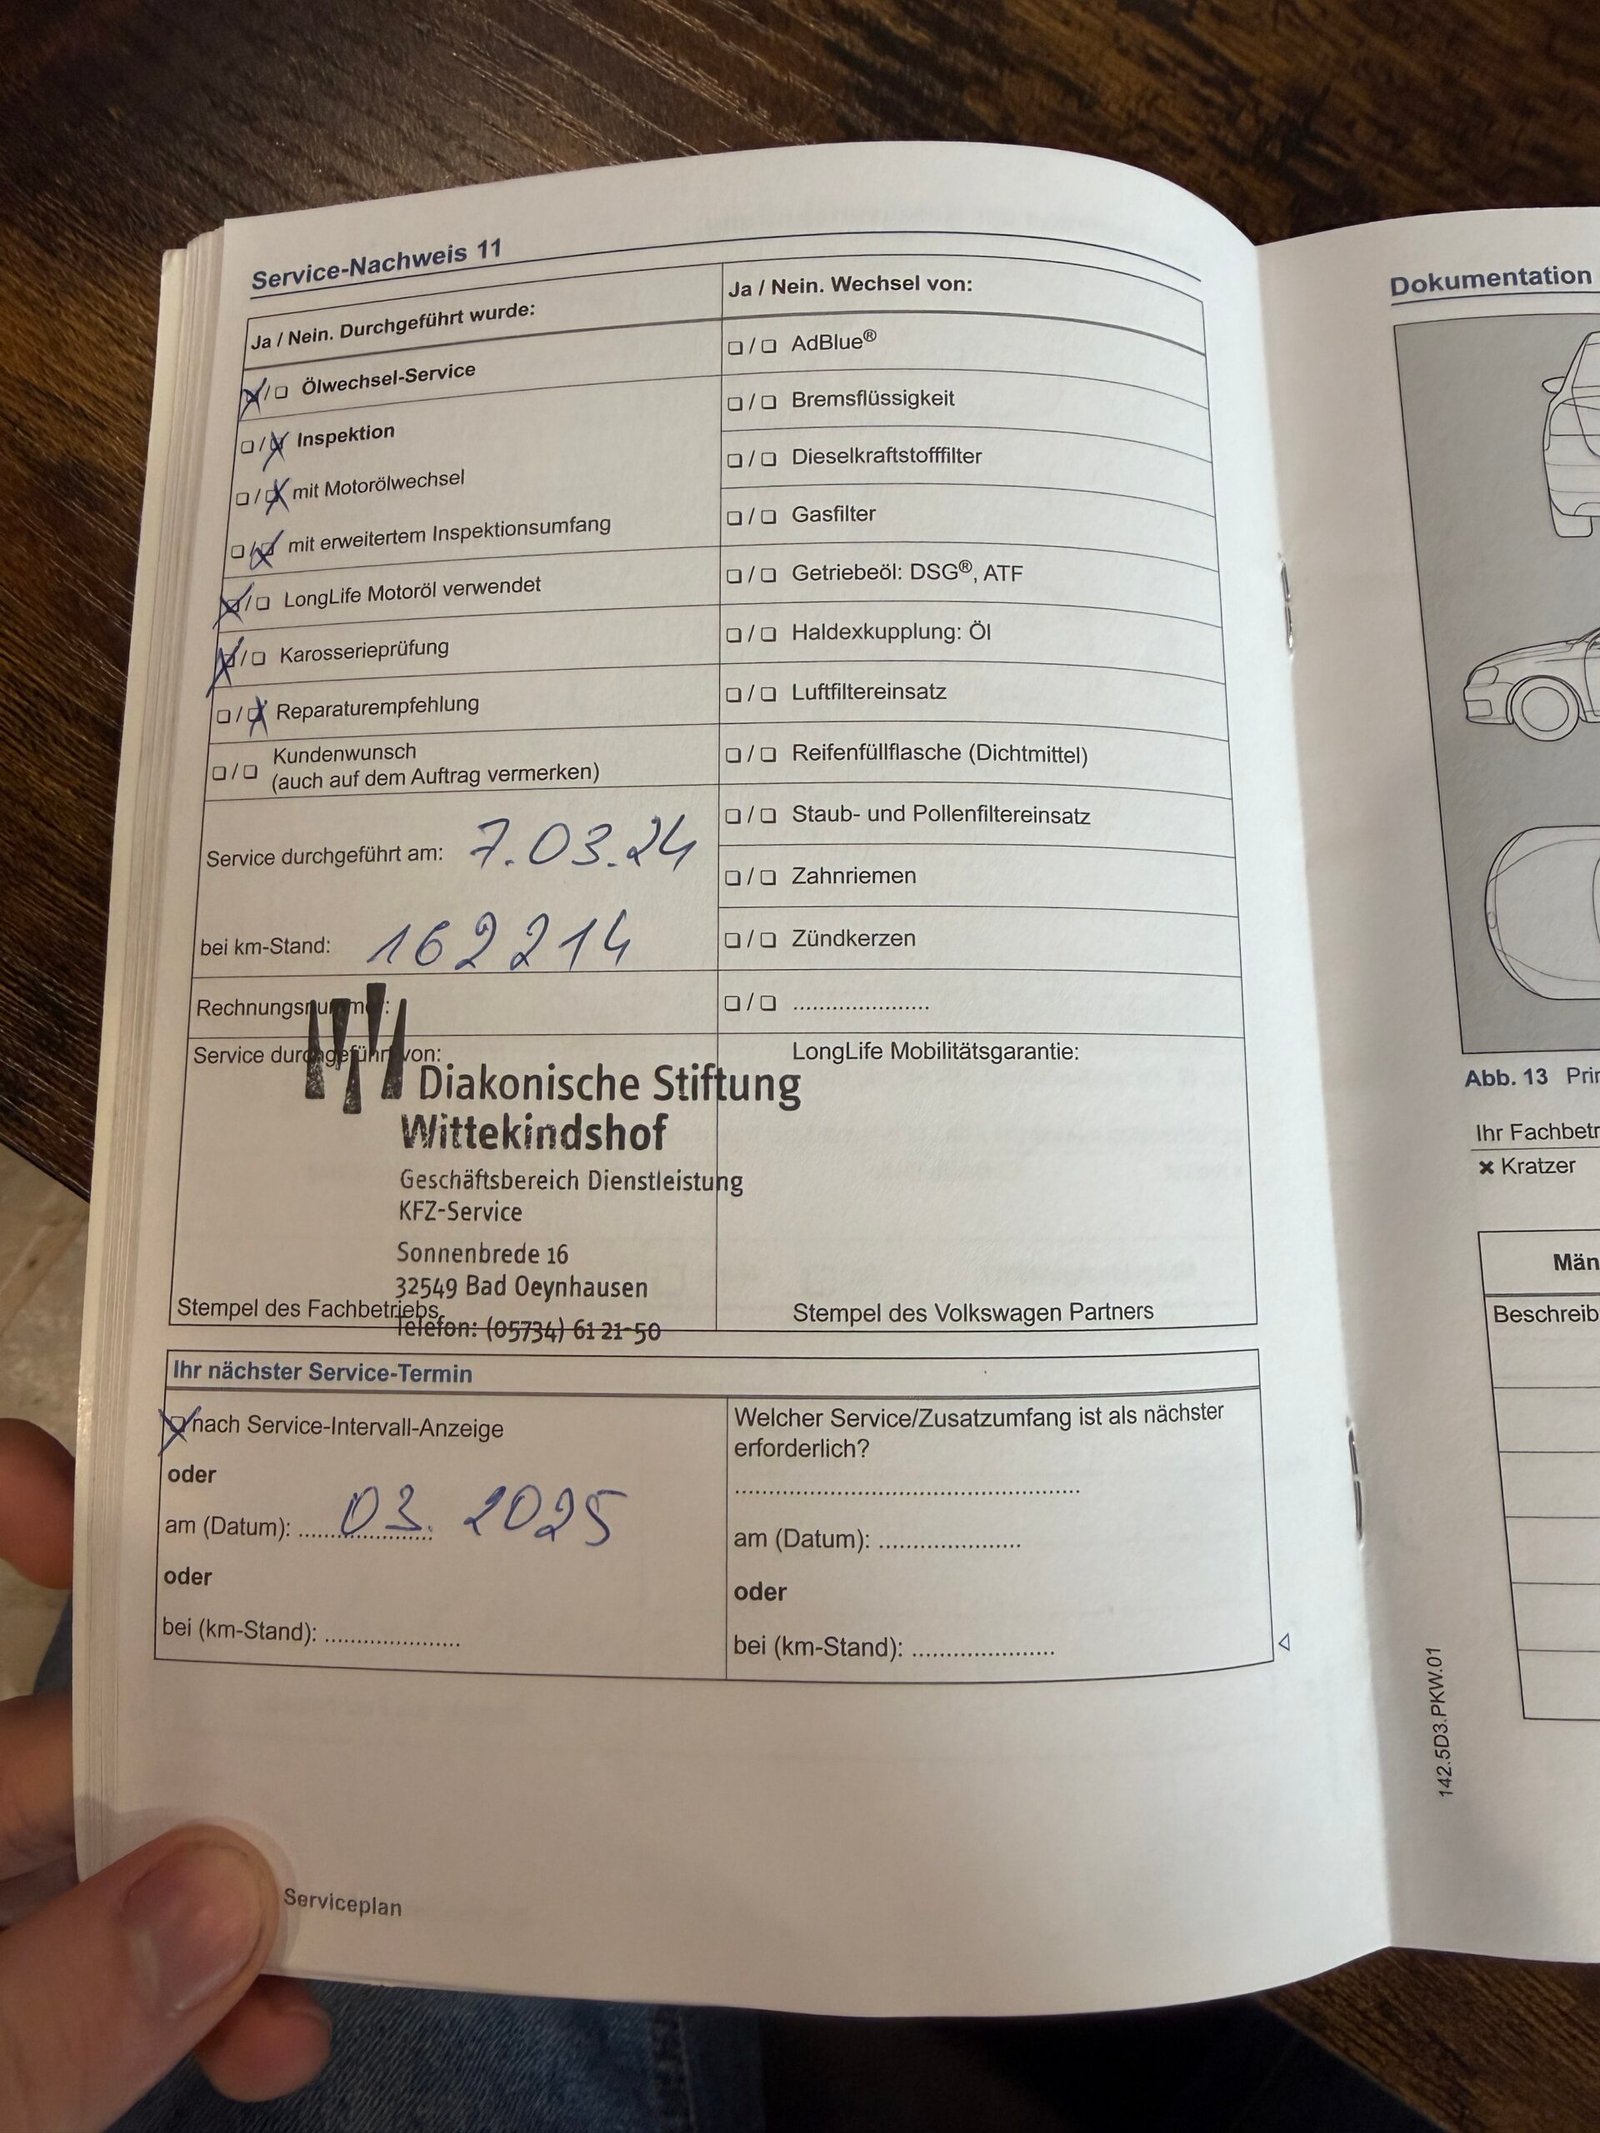 Service-Nachweis 11
Ja / Nein. Durchgeführt wurde:
☒/☐ Ölwechsel-Service
☐/☒ Inspektion
☐/☒ mit Motorölwechsel
☐/☒ mit erweitertem Inspektionsumfang
☒/☐ LongLife Motoröl verwendet
☒/☐ Karosserieprüfung
☐/☒ Reparaturempfehlung
☐/☐ Kundenwunsch
(auch auf dem Auftrag vermerken)
Service durchgeführt am: 7.03.24
bei km-Stand: 162214
Rechnungsnummer:
Service durchgeführt von:
Diakonische Stiftung
Wittekindshof
Geschäftsbereich Dienstleistung
KFZ-Service
Sonnenbrede 16
32549 Bad Oeynhausen
Stempel des Fachbetriebs
Telefon: (05734) 61 21-50
Ja / Nein. Wechsel von:
☐/☐ AdBlue®
☐/☐ Bremsflüssigkeit
☐/☐ Dieselkraftstofffilter
☐/☐ Gasfilter
☐/☐ Getriebeöl: DSG®, ATF
☐/☐ Haldexkupplung: Öl
☐/☐ Luftfiltereinsatz
☐/☐ Reifenfüllflasche (Dichtmittel)
☐/☐ Staub- und Pollenfiltereinsatz
☐/☐ Zahnriemen
☐/☐ Zündkerzen
☐/☐ .....................
LongLife Mobilitätsgarantie:
Stempel des Volkswagen Partners
Ihr nächster Service-Termin
☒ nach Service-Intervall-Anzeige
oder
am (Datum): 03. 2025
oder
bei (km-Stand): .....................
Welcher Service/Zusatzumfang ist als nächster
erforderlich?
.....................................................
am (Datum): .....................
oder
bei (km-Stand): .....................
Serviceplan
Dokumentation
Abb. 13
Ihr
× Kratzer
142.5D3.PKW.01